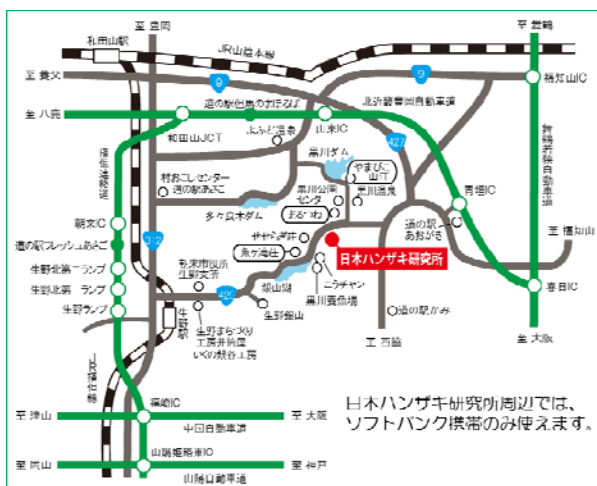 至 豊岡
至 舞鶴
和田山駅
JR山陰本線
至 養父
9
9
福知山IC
至 八鹿
道の駅但馬のまほろば
北近畿豊岡自動車道
和田山JCT
よふど温泉
山東IC
舞鶴若狭自動車道
播但連絡道
黒川ダム
427
村おこしセンター
道の駅あさご
やまびこ
山荘
黒川公園
センター
黒川温泉
青垣IC
まるつね
多々良木ダム
道の駅
あおがき
朝来IC
312
せせらぎ荘
至 福知山
道の駅フレッシュあさご
魚ヶ滝荘
日本ハンザキ研究所
生野北第二ランプ
朝来市役所
生野支所
こうチャン
生野北第一ランプ
429
銀山湖
黒川養魚場
春日IC
生野ランプ
生野駅
生野銀山
道の駅かみ
生野まちづくり
工房井筒屋
いくの銀谷工房
至 西脇
至 大阪
JR播但線
日本ハンザキ研究所周辺では、
ソフトバンク携帯のみ使えます。
至 津山
福崎IC
至 大阪
中国自動車道
山陽姫路東IC
至 岡山
至 神戸
山陽自動車道